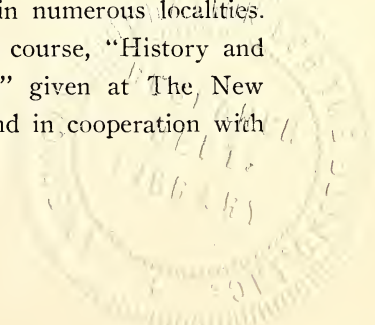 in numerous localities.
course, “History and
” given at The New
nd in cooperation with